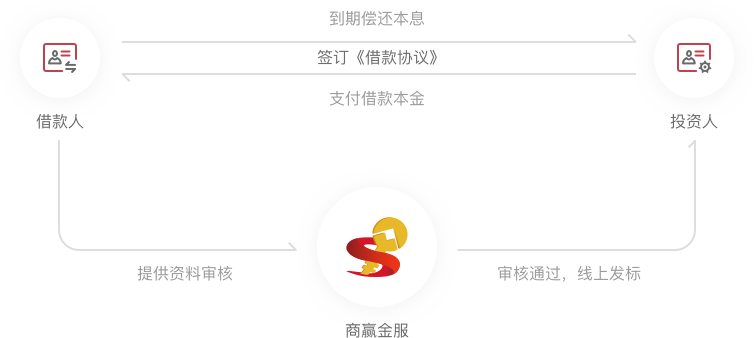 到期偿还本息
签订《借款协议》
支付借款本金
借款人
投资人
提供资料审核
审核通过，线上发标
商赢金服